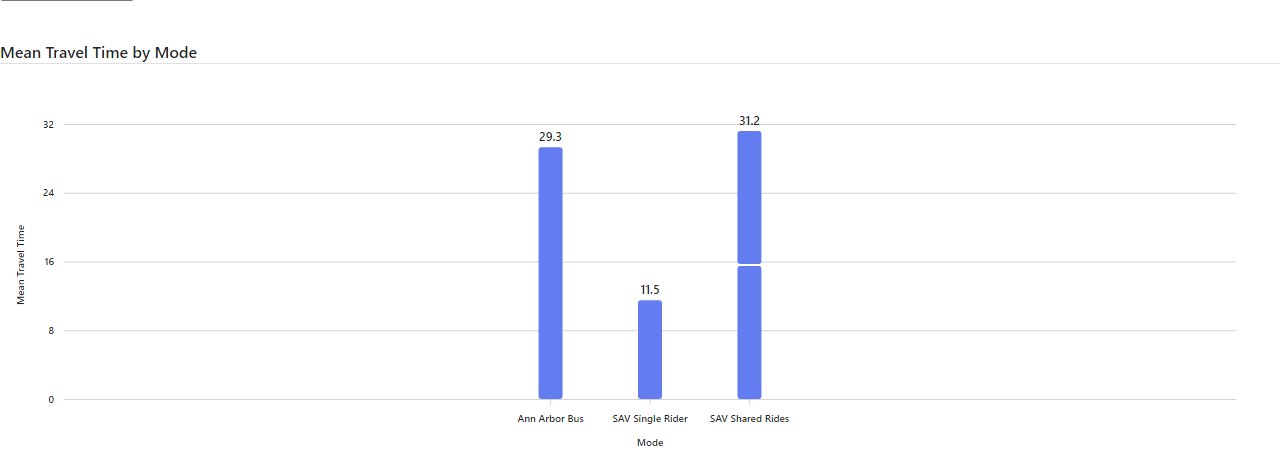 Mean Travel Time by Mode
32
24
16
8
0
Mean Travel Time
29.3
11.5
31.2
Ann Arbor Bus
SAV Single Rider
SAV Shared Rides
Mode